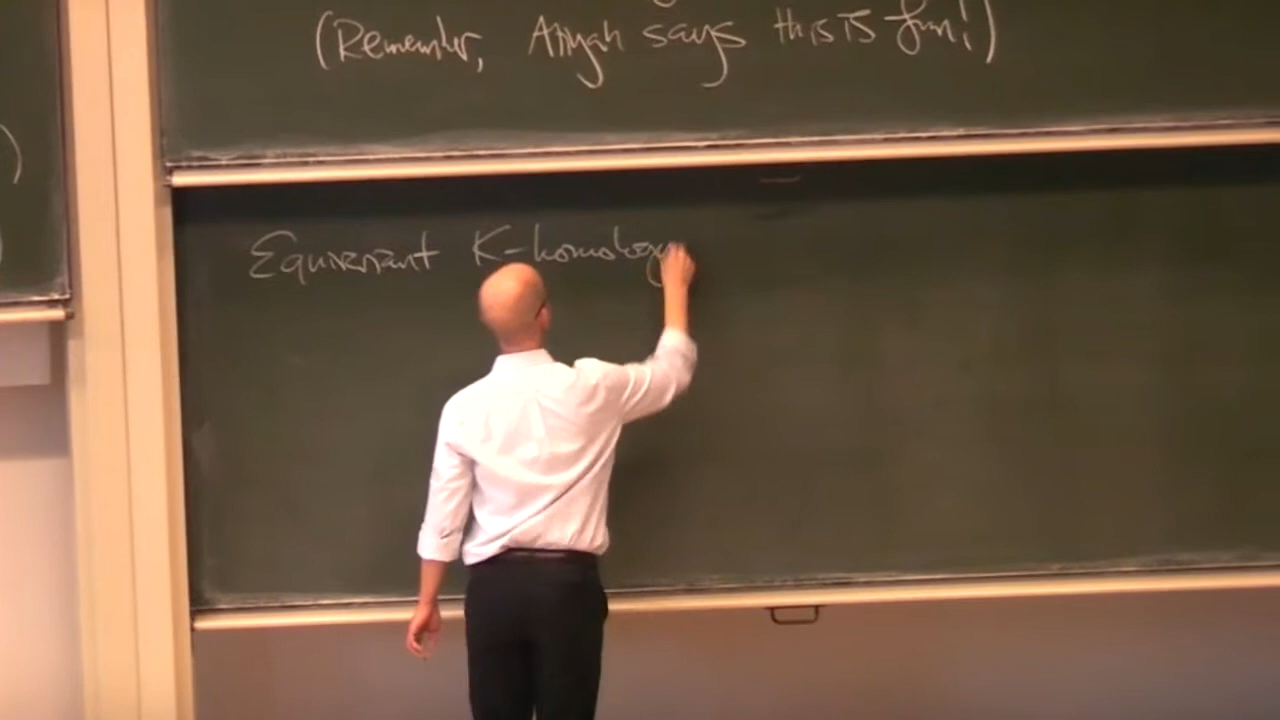 (Remember, Atiyah says this is fun!)
Equivariant K-homology